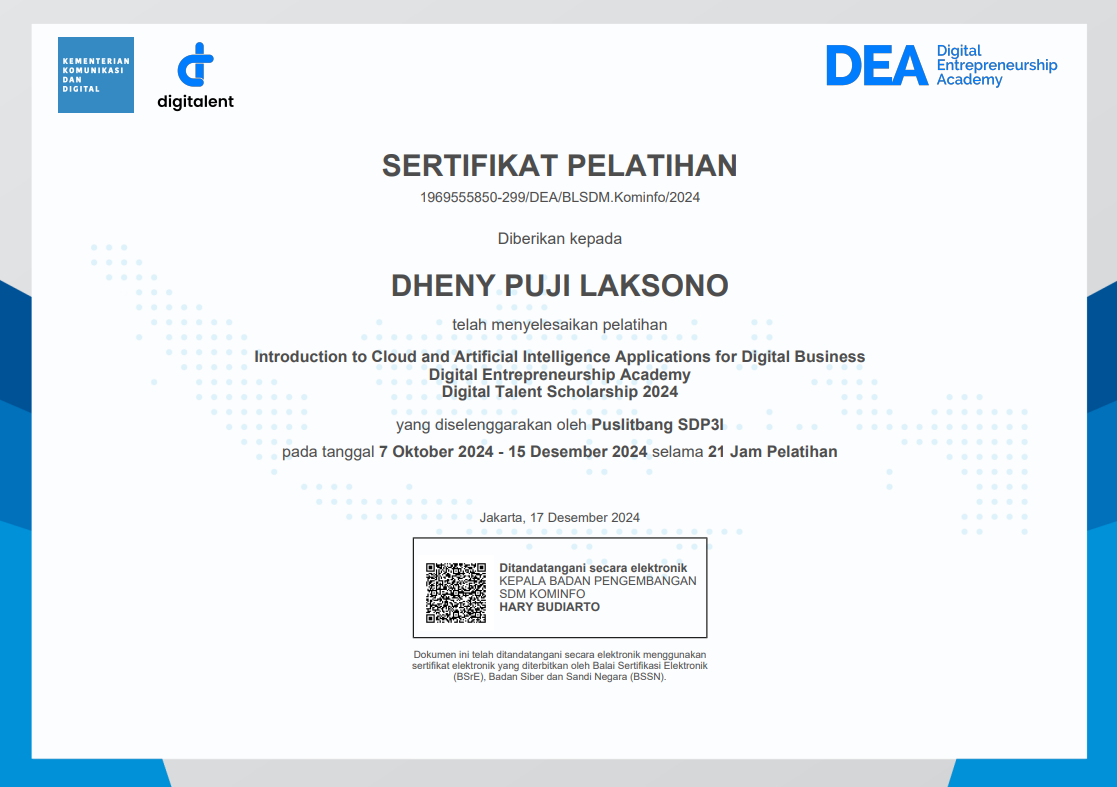 KEMENTERIAN
KOMUNIKASI
DAN
DIGITAL
digitalent
DEA
Digital
Entrepreneurship
Academy
SERTIFIKAT PELATIHAN
1969555850-299/DEA/BLSDM.Kominfo/2024
Diberikan kepada
DHENY PUJI LAKSONO
telah menyelesaikan pelatihan
Introduction to Cloud and Artificial Intelligence Applications for Digital Business
Digital Entrepreneurship Academy
Digital Talent Scholarship 2024
yang diselenggarakan oleh Puslitbang SDP3I
pada tanggal 7 Oktober 2024 - 15 Desember 2024 selama 21 Jam Pelatihan
Jakarta, 17 Desember 2024
Ditandatangani secara elektronik
KEPALA BADAN PENGEMBANGAN
SDM KOMINFO
HARY BUDIARTO
Dokumen ini telah ditandatangani secara elektronik menggunakan
sertifikat elektronik yang diterbitkan oleh Balai Sertifikasi Elektronik
(BSrE), Badan Siber dan Sandi Negara (BSSN).